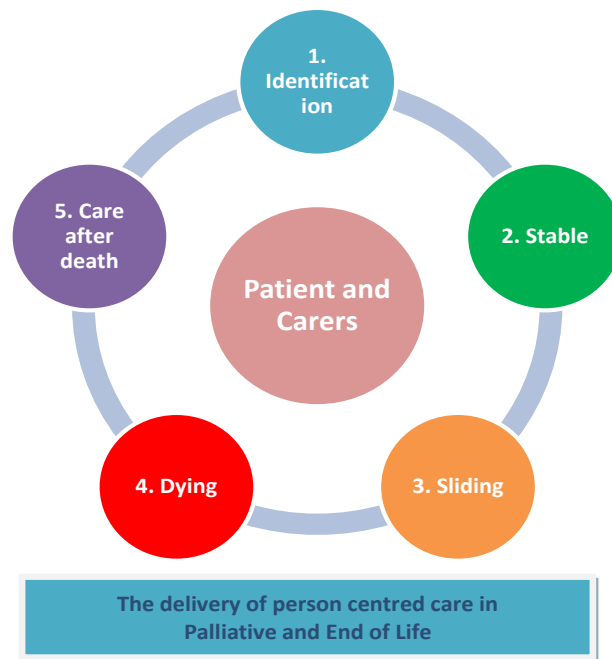 1.
Identificat
ion
2. Stable
3. Sliding
4. Dying
5. Care
after
death
Patient and
Carers
The delivery of person centred care in
Palliative and End of Life